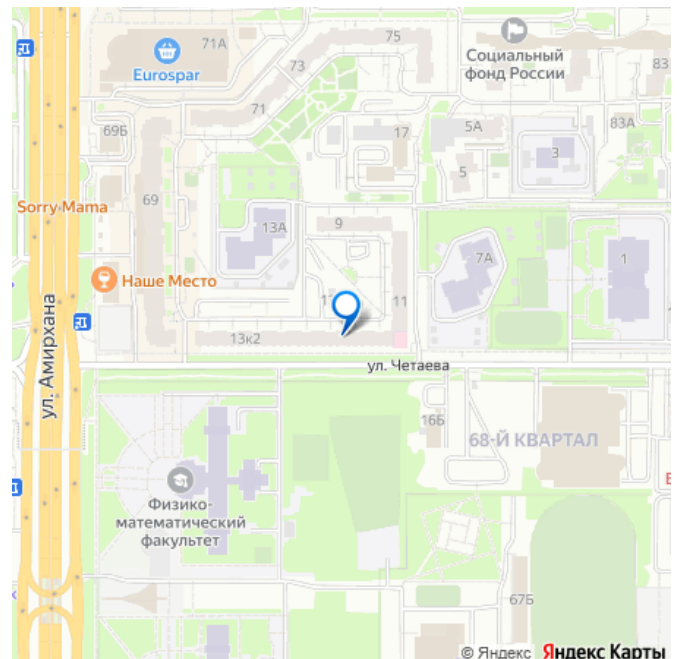 71А
75
Eurospar
73
Социальный
фонд России
83
71
69Б
17
5А
83А
5
3
69
Sorry Mama
9
13А
7А
1
Наше Место
11
13к2
ул. Четаева
ул. Амирхана
16Б
68-Й КВАРТАЛ
Физико-
математический
факультет
67Б
© Яндекс Яндекс Карты